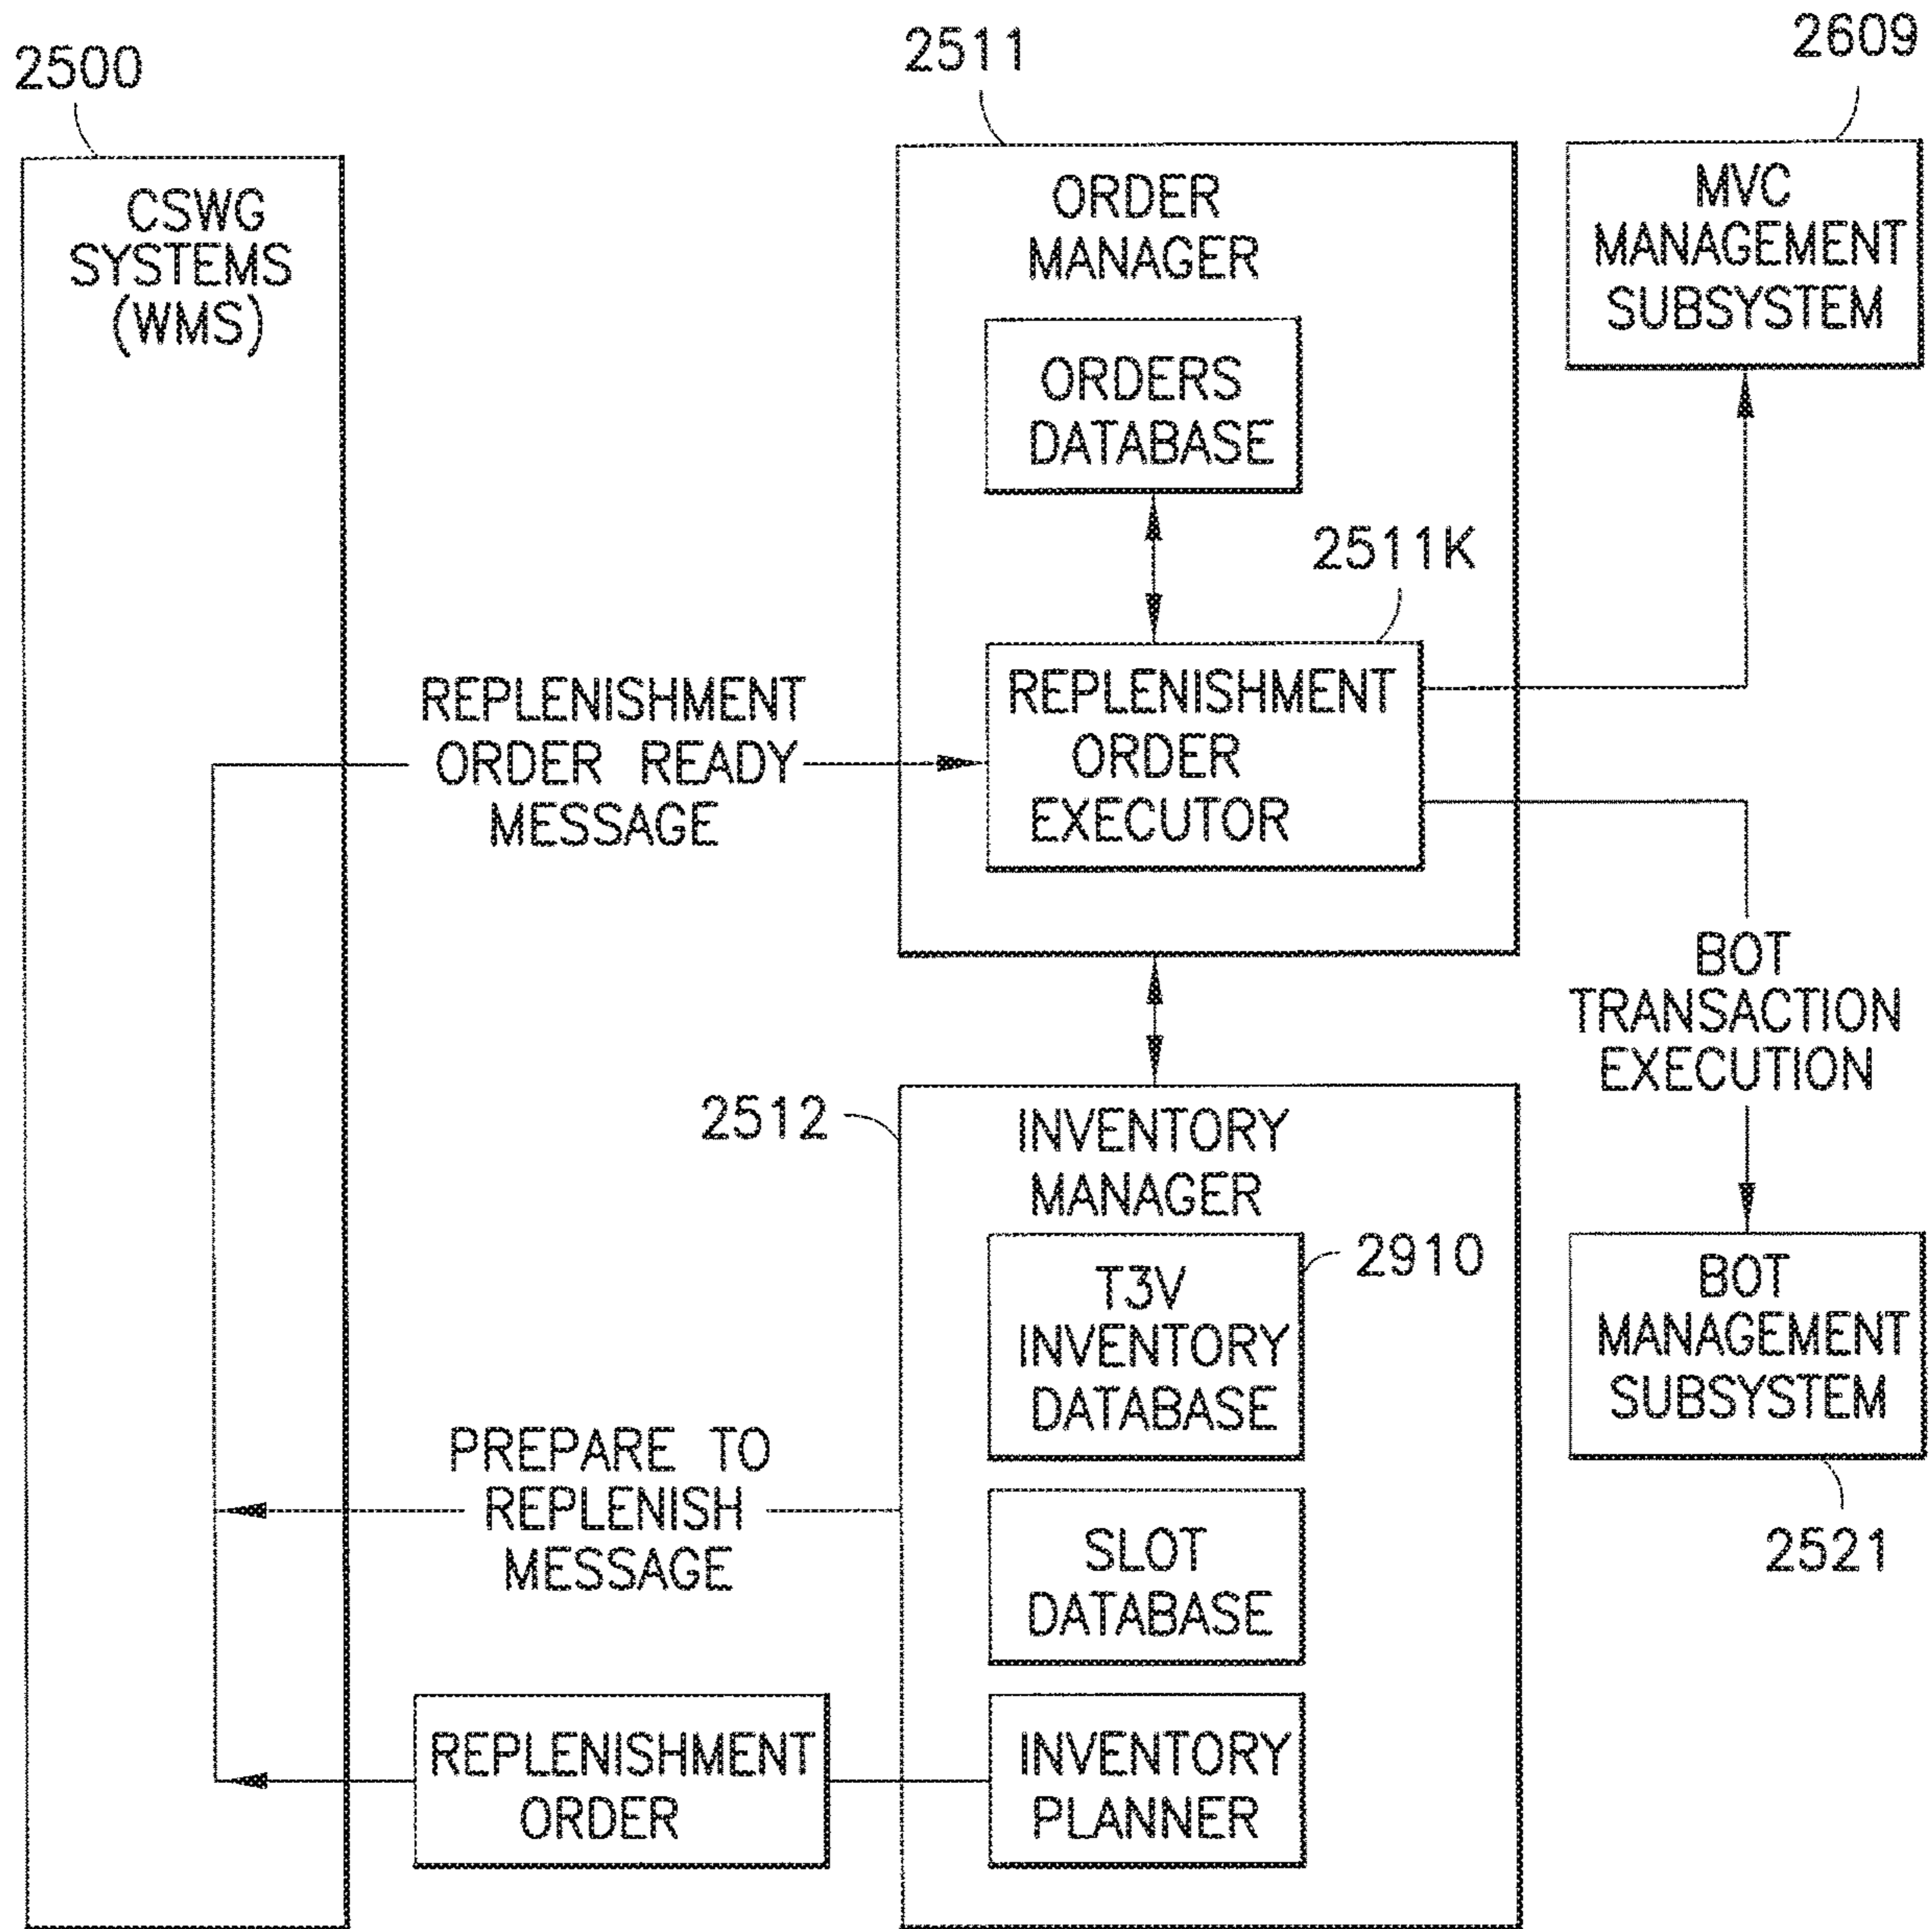 2500
2511
2609
CSWG
SYSTEMS
(WMS)
ORDER
MANAGER
MVC
MANAGEMENT
SUBSYSTEM
ORDERS
DATABASE
2511K
REPLENISHMENT
ORDER READY
MESSAGE
REPLENISHMENT
ORDER
EXECUTOR
BOT
TRANSACTION
EXECUTION
2512
INVENTORY
MANAGER
2910
T3V
INVENTORY
DATABASE
BOT
MANAGEMENT
SUBSYSTEM
2521
PREPARE TO
REPLENISH
MESSAGE
SLOT
DATABASE
REPLENISHMENT
ORDER
INVENTORY
PLANNER